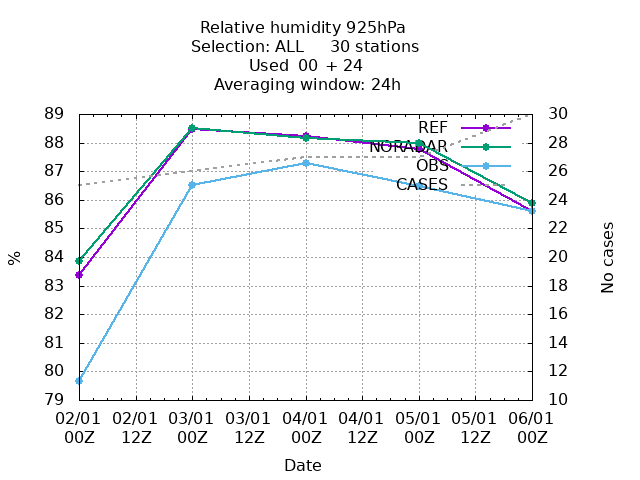 Relative humidity 925hPa
Selection: ALL 30 stations
Used 00 + 24
Averaging window: 24h
89 30
REF
88 28
NORADAR
87 26
OBS
CASES
86 24
85 22
84 20
83 18
82 16
81 14
80 12
79 10
%
No cases
02/01 02/01 03/01 03/01 04/01 04/01 05/01 05/01 06/01
00Z 12Z 00Z 12Z 00Z 12Z 00Z 12Z 00Z
Date